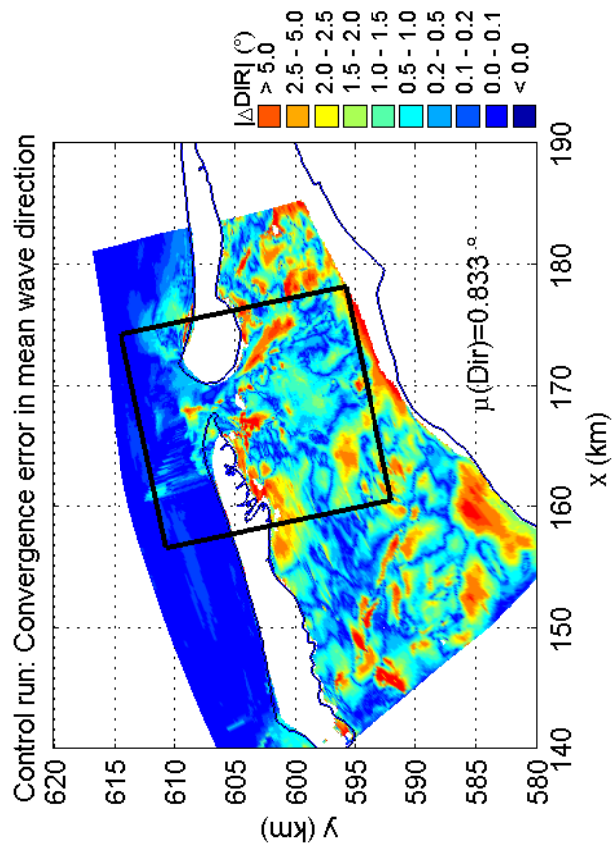 Control run: Convergence error in mean wave direction
620
615
610
605
600
595
590
585
580
y (km)
140
150
160
170
180
190
x (km)
μ(Dir)=0.833 °
|△DIR| (°)
> 5.0
2.5 - 5.0
2.0 - 2.5
1.5 - 2.0
1.0 - 1.5
0.5 - 1.0
0.2 - 0.5
0.1 - 0.2
0.0 - 0.1
< 0.0